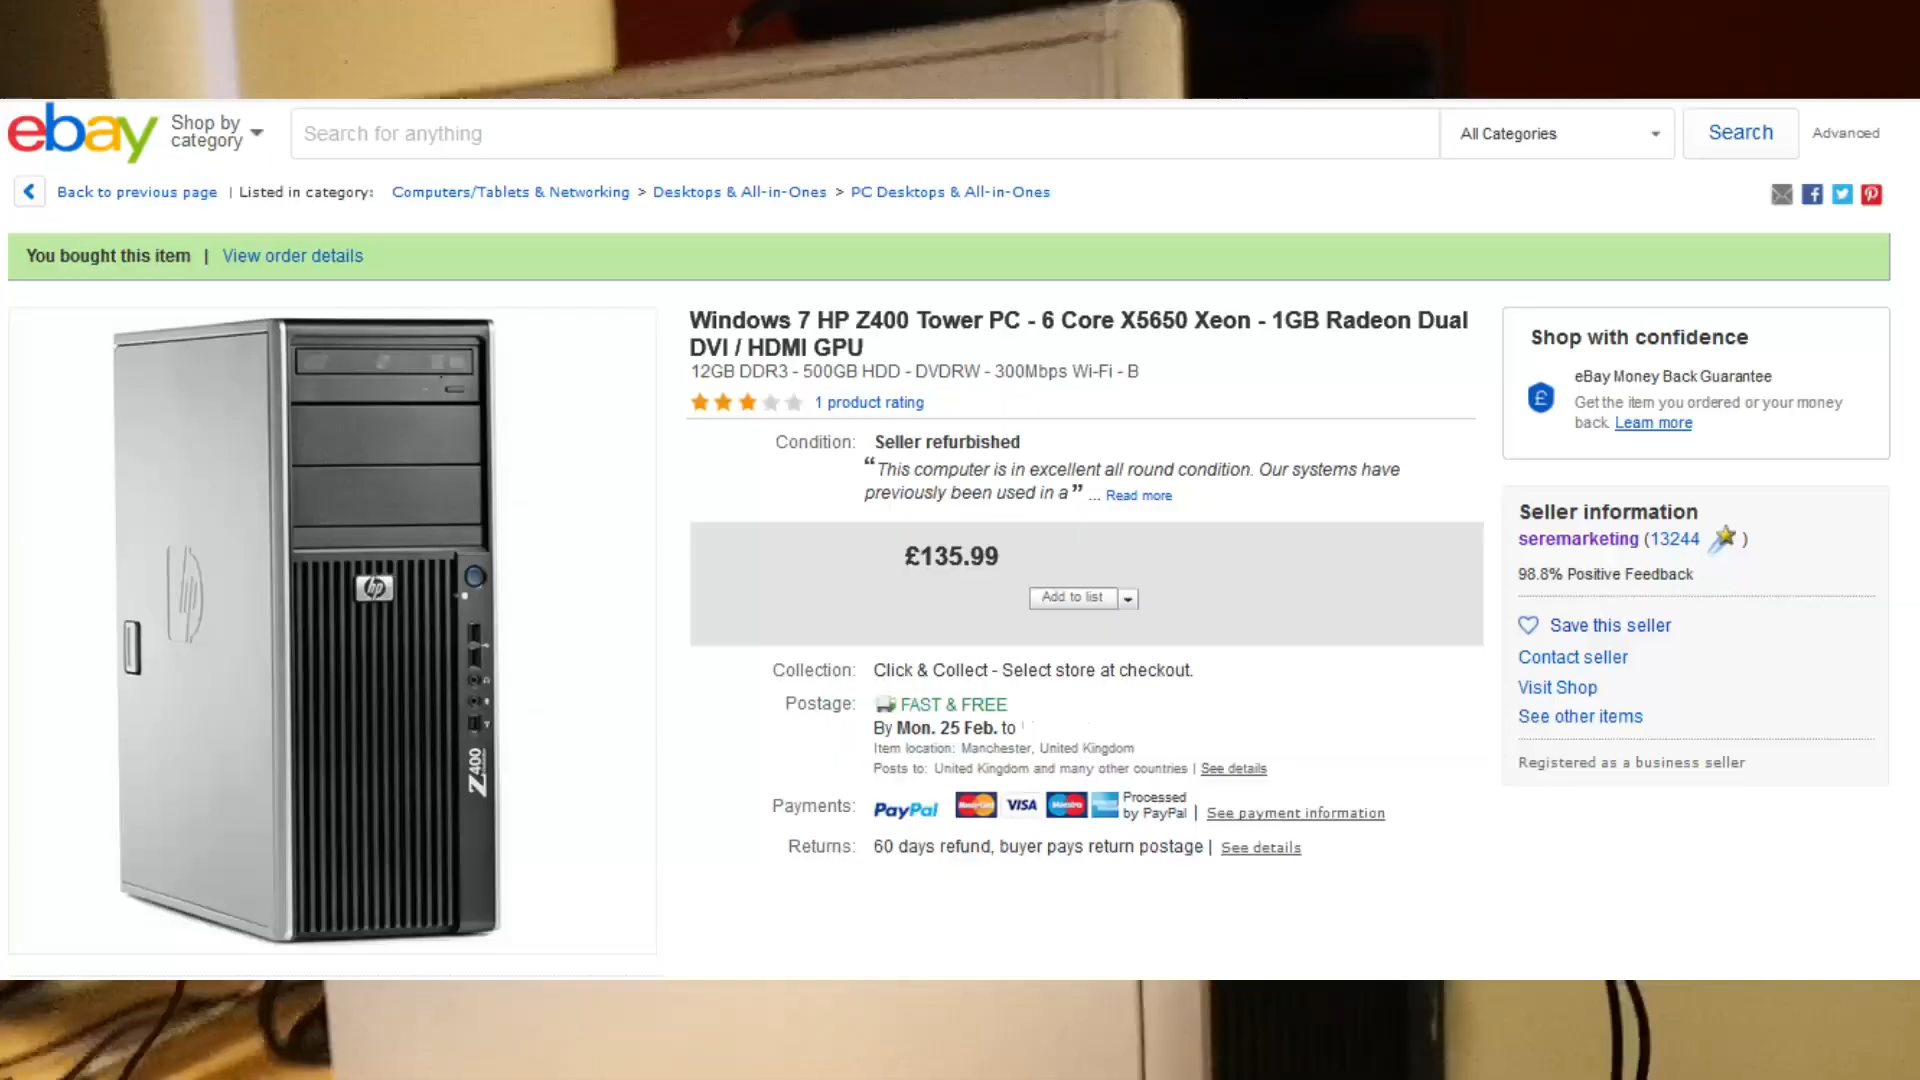 ebay
Shop by
category
Search for anything
All Categories
Search
Advanced
Back to previous page | Listed in category: Computers/Tablets & Networking > Desktops & All-in-Ones > PC Desktops & All-in-Ones
You bought this item | View order details
Windows 7 HP Z400 Tower PC - 6 Core X5650 Xeon - 1GB Radeon Dual
DVI / HDMI GPU
12GB DDR3 - 500GB HDD - DVDRW - 300Mbps Wi-Fi - B
1 product rating
Condition: Seller refurbished
“This computer is in excellent all round condition. Our systems have
previously been used in a” ... Read more
£135.99
Add to list
Collection: Click & Collect - Select store at checkout.
Postage: FAST & FREE
By Mon. 25 Feb. to
Item location: Manchester, United Kingdom
Posts to: United Kingdom and many other countries | See details
Payments: PayPal MasterCard VISA Maestro Processed
by PayPal | See payment information
Returns: 60 days refund, buyer pays return postage | See details
Shop with confidence
eBay Money Back Guarantee
£
Get the item you ordered or your money
back. Learn more
Seller information
seremarketing (13244 )
98.8% Positive Feedback
Save this seller
Contact seller
Visit Shop
See other items
Registered as a business seller
hp
hp
Z400